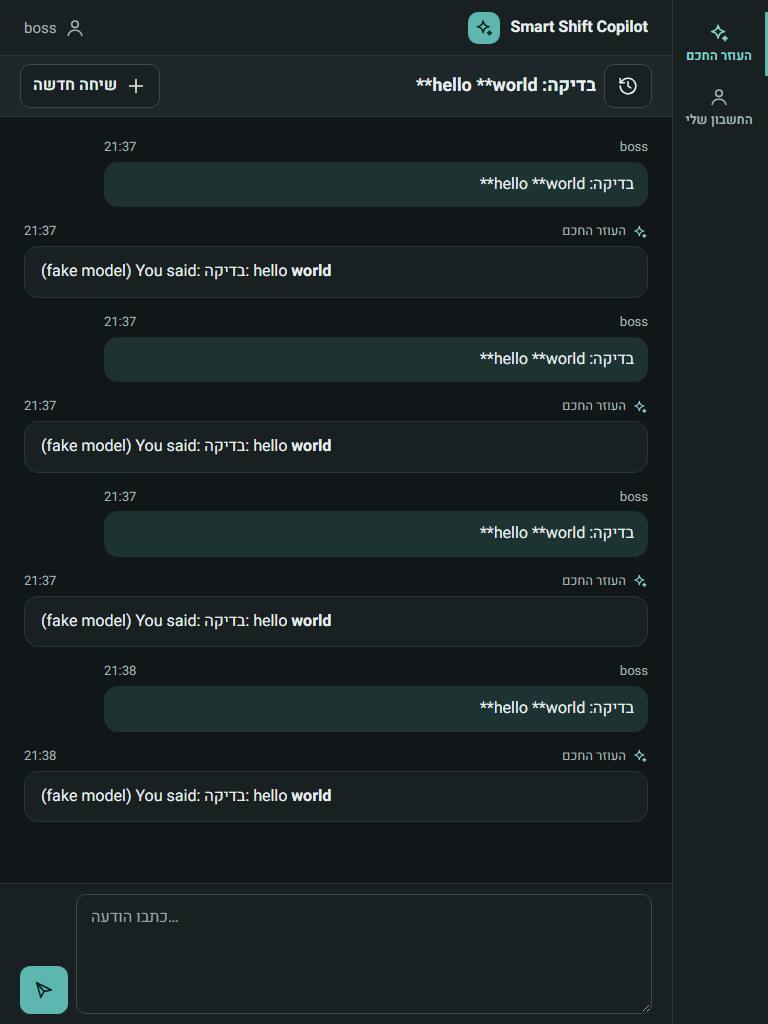 Smart Shift Copilot
boss
העוזר החכם
החשבון שלי
בדיקה: hello **world**
שיחה חדשה
boss 21:37
בדיקה: hello **world**
העוזר החכם 21:37
(fake model) You said: בדיקה: hello world
boss 21:37
בדיקה: hello **world**
העוזר החכם 21:37
(fake model) You said: בדיקה: hello world
boss 21:37
בדיקה: hello **world**
העוזר החכם 21:37
(fake model) You said: בדיקה: hello world
boss 21:38
בדיקה: hello **world**
העוזר החכם 21:38
(fake model) You said: בדיקה: hello world
כתבו הודעה...